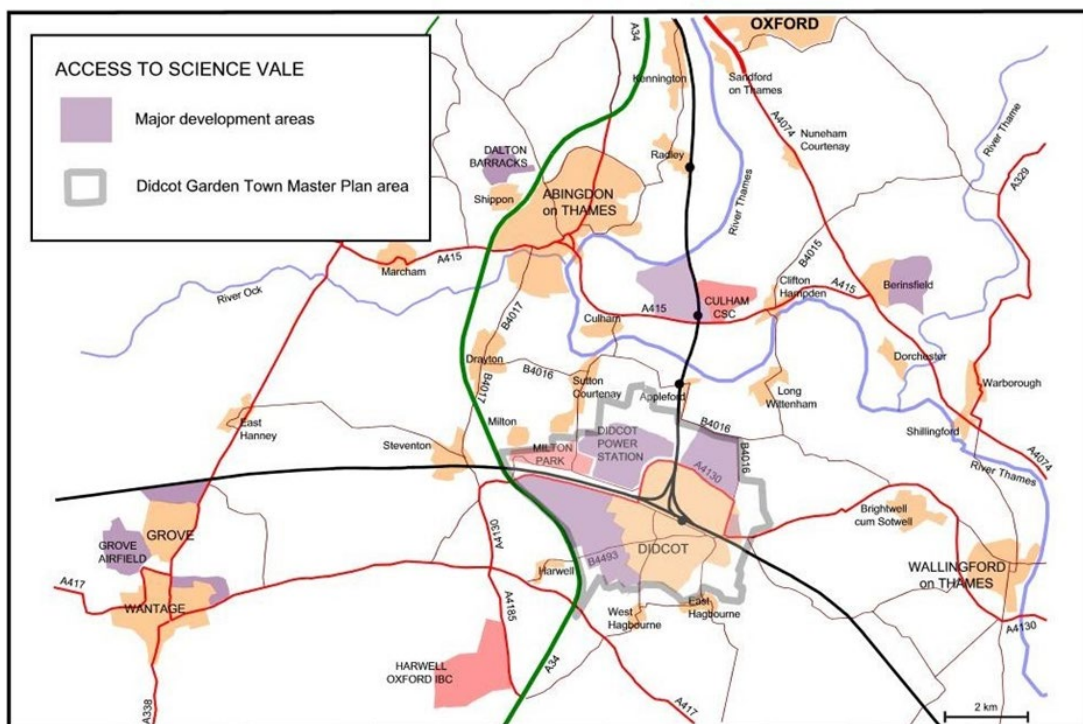 ACCESS TO SCIENCE VALE
Major development areas
Didcot Garden Town Master Plan area
A34
Kennington
OXFORD
Sandford
on Thames
A4074
Nuneham
Courtenay
River Thame
A329
DALTON
BARRACKS
Shippon
Radley
ABINGDON
on THAMES
River Thames
B4015
Marcham
A415
River Ock
B4017
Culham
A415
CULHAM
CSC
Clifton
Hampden
A415
Berinsfield
Drayton
B4016
B4017
Sutton
Courtenay
Appleford
Long
Wittenham
Dorchester
Warborough
East
Hanney
Milton
Steventon
MILTON
PARK
DIDCOT
POWER
STATION
B4016
B4016
A4130
Shillingford
River Thames
A4074
GROVE
GROVE
AIRFIELD
A4130
Brightwell
cum Sotwell
DIDCOT
B4493
Harwell
WALLINGFORD
on THAMES
A417
WANTAGE
A4185
West
Hagbourne
East
Hagbourne
A4130
HARWELL
OXFORD IBC
A34
A417
A338
2 km